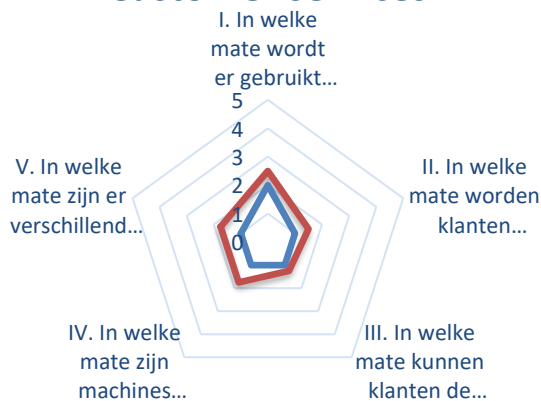 I. In welke
mate wordt
er gebruikt...
5
4
3
2
1
0
II. In welke
mate worden
klanten...
III. In welke
mate kunnen
klanten de...
IV. In welke
mate zijn
machines...
V. In welke
mate zijn er
verschillend...